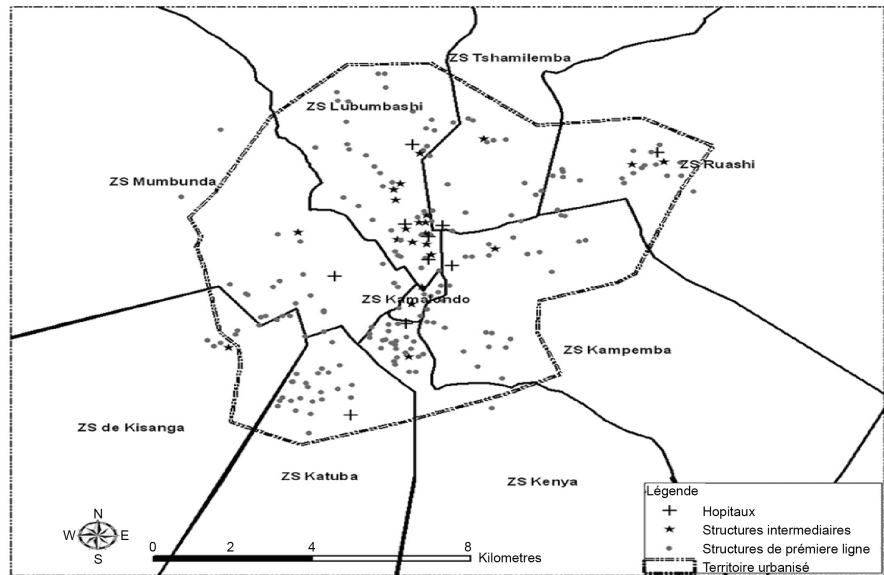 ZS Tshamilemba
ZS Lubumbashi
ZS Ruashi
ZS Mumbunda
ZS Kamalondo
ZS Kampemba
ZS de Kisanga
ZS Katuba
ZS Kenya
Légende
Hopitaux
Structures intermediaires
Structures de prémiere ligne
Territoire urbanisé
N
W E
S
0 2 4 8 Kilometres